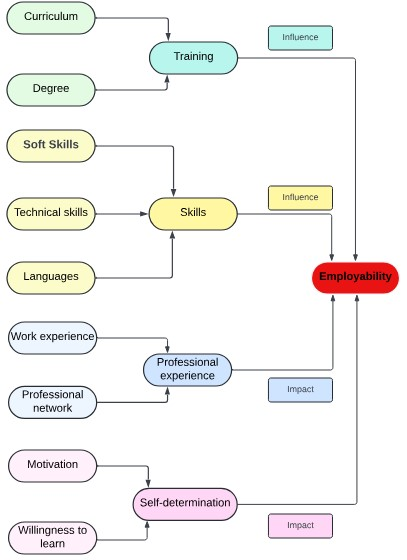 Curriculum
Influence
Training
Degree
Soft Skills
Influence
Technical skills
Skills
Languages
Employability
Work experience
Professional
experience
Impact
Professional
network
Motivation
Self-determination
Impact
Willingness to
learn